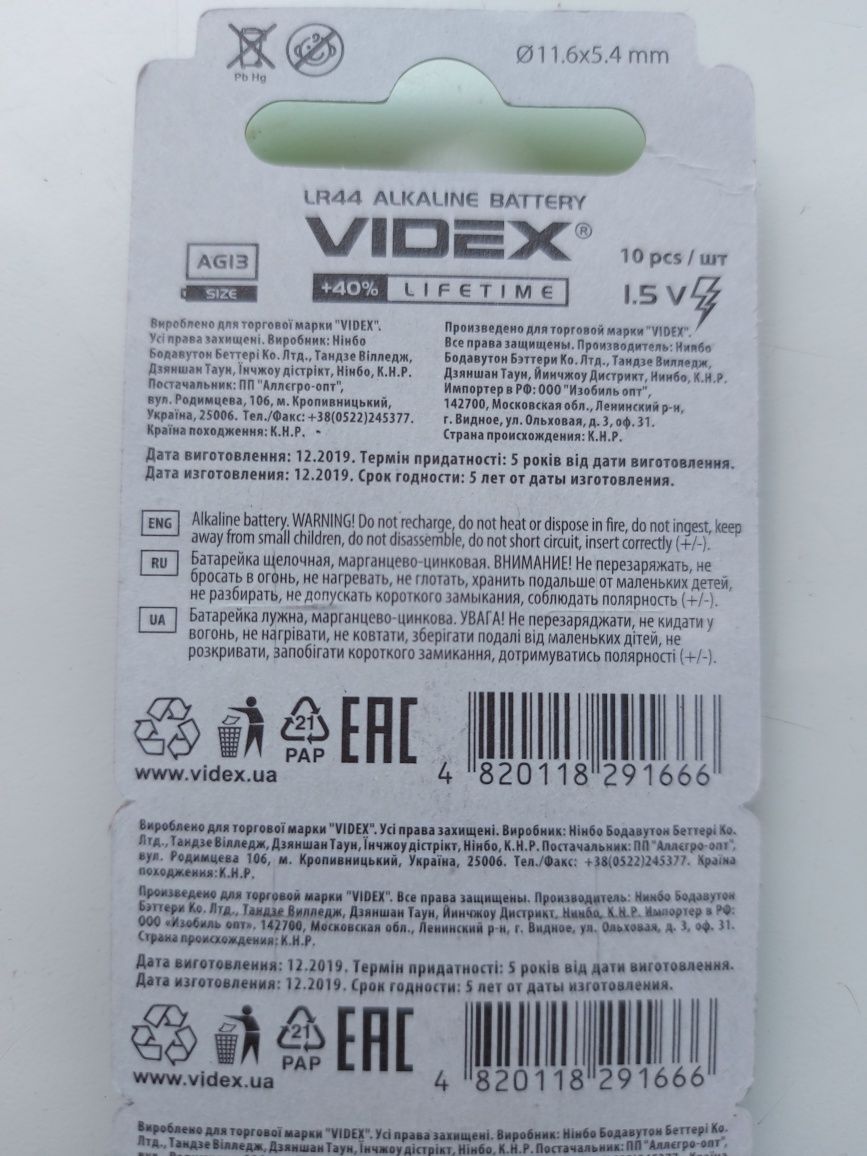 Pb Hg
Ø11.6x5.4 mm
LR44 ALKALINE BATTERY
VIDEX®
AG13
SIZE
+40% LIFETIME
10 pcs / шт
1.5 V
Вироблено для торгової марки "VIDEX".
Усі права захищені. Виробник: Нінбо
Бодавутон Беттері Ко. Лтд., Тандзе Вілледж,
Дзяншан Таун, Інчжоу дістрікт, Нінбо, К.Н.Р.
Постачальник: ПП "Аллєгро-опт",
вул. Родимцева, 106, м. Кропивницький,
Україна, 25006. Тел./Факс: +38(0522)245377.
Країна походження: К.Н.Р.
Произведено для торговой марки "VIDEX".
Все права защищены. Производитель: Нинбо
Бодавутон Бэттери Ко. Лтд., Тандзе Вилледж,
Дзяншан Таун, Йинчжоу Дистрикт, Нинбо, К.Н.Р.
Импортер в РФ: ООО "Изобиль опт",
142700, Московская обл., Ленинский р-н,
г. Видное, ул. Ольховая, д. 3, оф. 31.
Страна происхождения: К.Н.Р.
Дата виготовлення: 12.2019. Термін придатності: 5 років від дати виготовлення.
Дата изготовления: 12.2019. Срок годности: 5 лет от даты изготовления.
ENG
Alkaline battery. WARNING! Do not recharge, do not heat or dispose in fire, do not ingest, keep
away from small children, do not disassemble, do not short circuit, insert correctly (+/-).
RU
Батарейка щелочная, марганцево-цинковая. ВНИМАНИЕ! Не перезаряжать, не
бросать в огонь, не нагревать, не глотать, хранить подальше от маленьких детей,
не разбирать, не допускать короткого замыкания, соблюдать полярность (+/-).
UA
Батарейка лужна, марганцево-цинкова. УВАГА! Не перезаряджати, не кидати у
вогонь, не нагрівати, не ковтати, зберігати подалі від маленьких дітей, не
розкривати, запобігати короткого замикання, дотримуватись полярності (+/-).
21
PAP
EAC
www.videx.ua
4 820118 291666
Вироблено для торгової марки "VIDEX". Усі права захищені. Виробник: Нінбо Бодавутон Беттері Ко.
Лтд., Тандзе Вілледж, Дзяншан Таун, Інчжоу дістрікт, Нінбо, К.Н.Р. Постачальник: ПП "Аллєгро-опт",
вул. Родимцева 106, м. Кропивницький, Україна, 25006. Тел./Факс: +38(0522)245377. Країна
походження: К.Н.Р.
Произведено для торговой марки "VIDEX". Все права защищены. Производитель: Нинбо Бодавутон
Бэттери Ко. Лтд., Тандзе Вилледж, Дзяншан Таун, Йинчжоу Дистрикт, Нинбо, К.Н.Р. Импортер в РФ:
ООО «Изобиль опт», 142700, Московская обл., Ленинский р-н, г. Видное, ул. Ольховая, д. 3, оф. 31.
Страна происхождения: К.Н.Р.
Дата виготовлення: 12.2019. Термін придатності: 5 років від дати виготовлення.
Дата изготовления: 12.2019. Срок годности: 5 лет от даты изготовления.
21
PAP
EAC
www.videx.ua
4 820118 291666
Вироблено для торгової марки "VIDEX". Усі права захищені. Виробник: Нінбо Бодавутон Беттері Ко.
Лтд., Тандзе Вілледж, Дзяншан Таун, Інчжоу дістрікт, Нінбо, К.Н.Р. Постачальник: ПП "Аллєгро-опт",